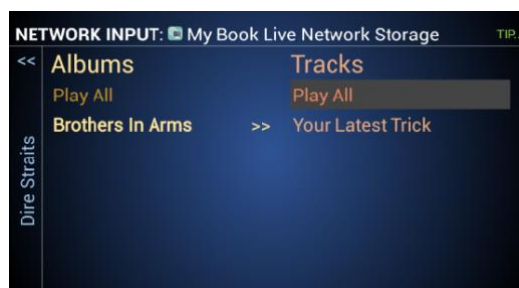 NETWORK INPUT: My Book Live Network Storage TIP..
<<
Albums
Play All
Brothers In Arms >>
Tracks
Play All
Your Latest Trick
Dire Straits